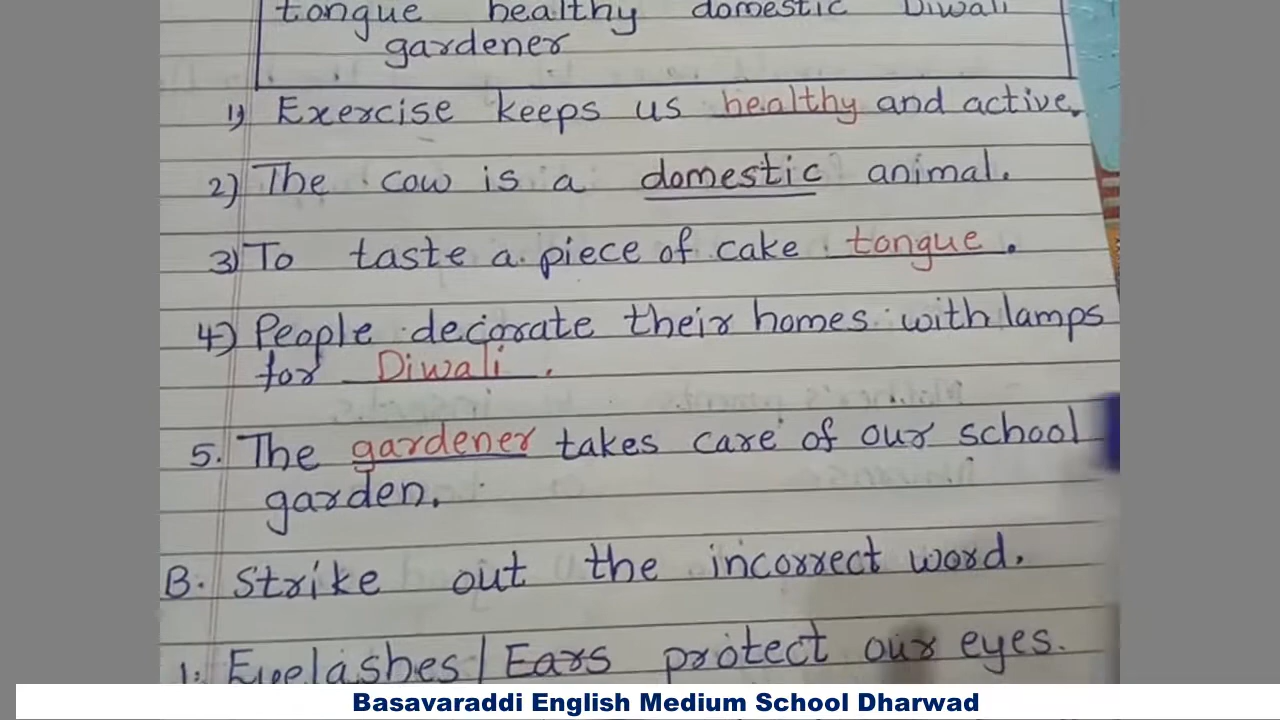 tongue healthy domestic Diwali
gardener
1) Exercise keeps us healthy and active.
2) The cow is a domestic animal.
3) To taste a piece of cake tongue.
4) People decorate their homes with lamps
for Diwali.
5. The gardener takes care of our school
garden.
B. Strike out the incorrect word.
1. Eyelashes/Ears protect our eyes.
Basavaraddi English Medium School Dharwad